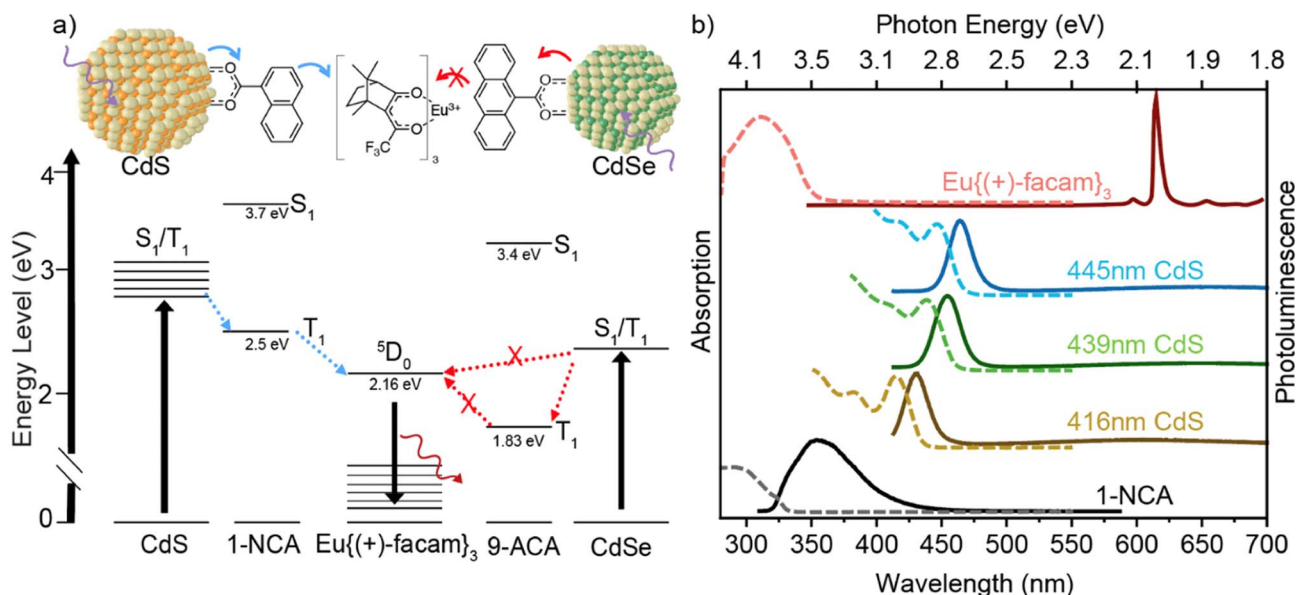 a)
O
O
F₃C
O
O
Eu³⁺
3
O
O
CdS
CdSe
Energy Level (eV)
4
3
2
0
S₁/T₁
3.7 eV
S₁
2.5 eV
T₁
⁵D₀
2.16 eV
X
X
3.4 eV
S₁
1.83 eV
T₁
S₁/T₁
CdS
1-NCA
Eu{(+)-facam}₃
9-ACA
CdSe
b)
Photon Energy (eV)
4.1 3.5 3.1 2.8 2.5 2.3 2.1 1.9 1.8
Absorption
Photoluminescence
Eu{(+)-facam}₃
445nm CdS
439nm CdS
416nm CdS
1-NCA
300 350 400 450 500 550 600 650 700
Wavelength (nm)